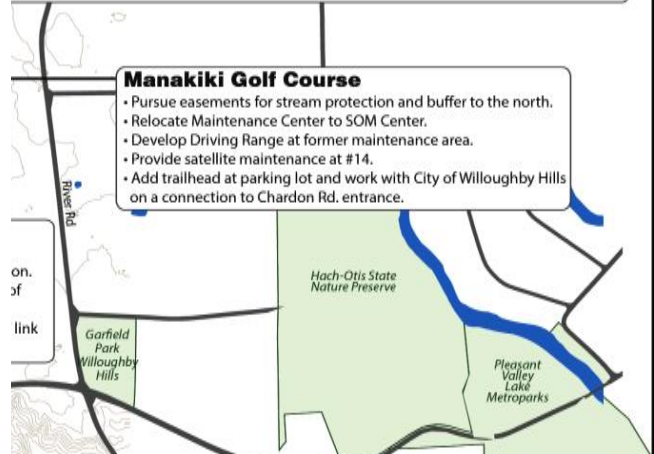 Manakiki Golf Course
• Pursue easements for stream protection and buffer to the north.
• Relocate Maintenance Center to SOM Center.
• Develop Driving Range at former maintenance area.
• Provide satellite maintenance at #14.
• Add trailhead at parking lot and work with City of Willoughby Hills
on a connection to Chardon Rd. entrance.
River Rd
on.
of
link
Hach-Otis State
Nature Preserve
Garfield
Park
Willoughby
Hills
Pleasant
Valley
Lake
Metroparks